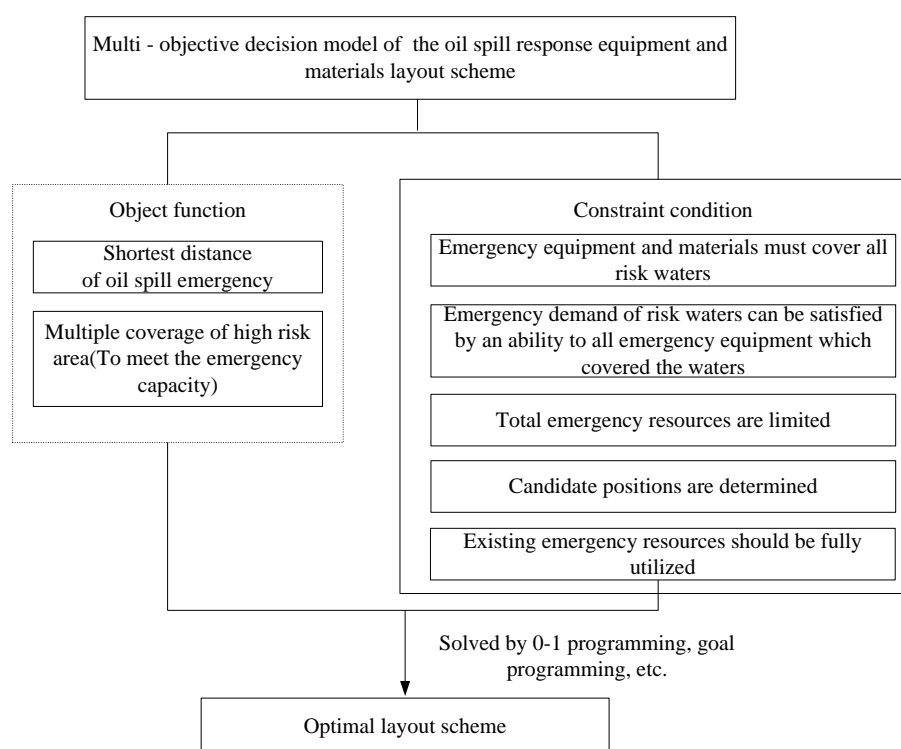 Multi - objective decision model of the oil spill response equipment and
materials layout scheme
Object function
Shortest distance
of oil spill emergency
Multiple coverage of high risk
area(To meet the emergency
capacity)
Constraint condition
Emergency equipment and materials must cover all
risk waters
Emergency demand of risk waters can be satisfied
by an ability to all emergency equipment which
covered the waters
Total emergency resources are limited
Candidate positions are determined
Existing emergency resources should be fully
utilized
Solved by 0-1 programming, goal
programming, etc.
Optimal layout scheme